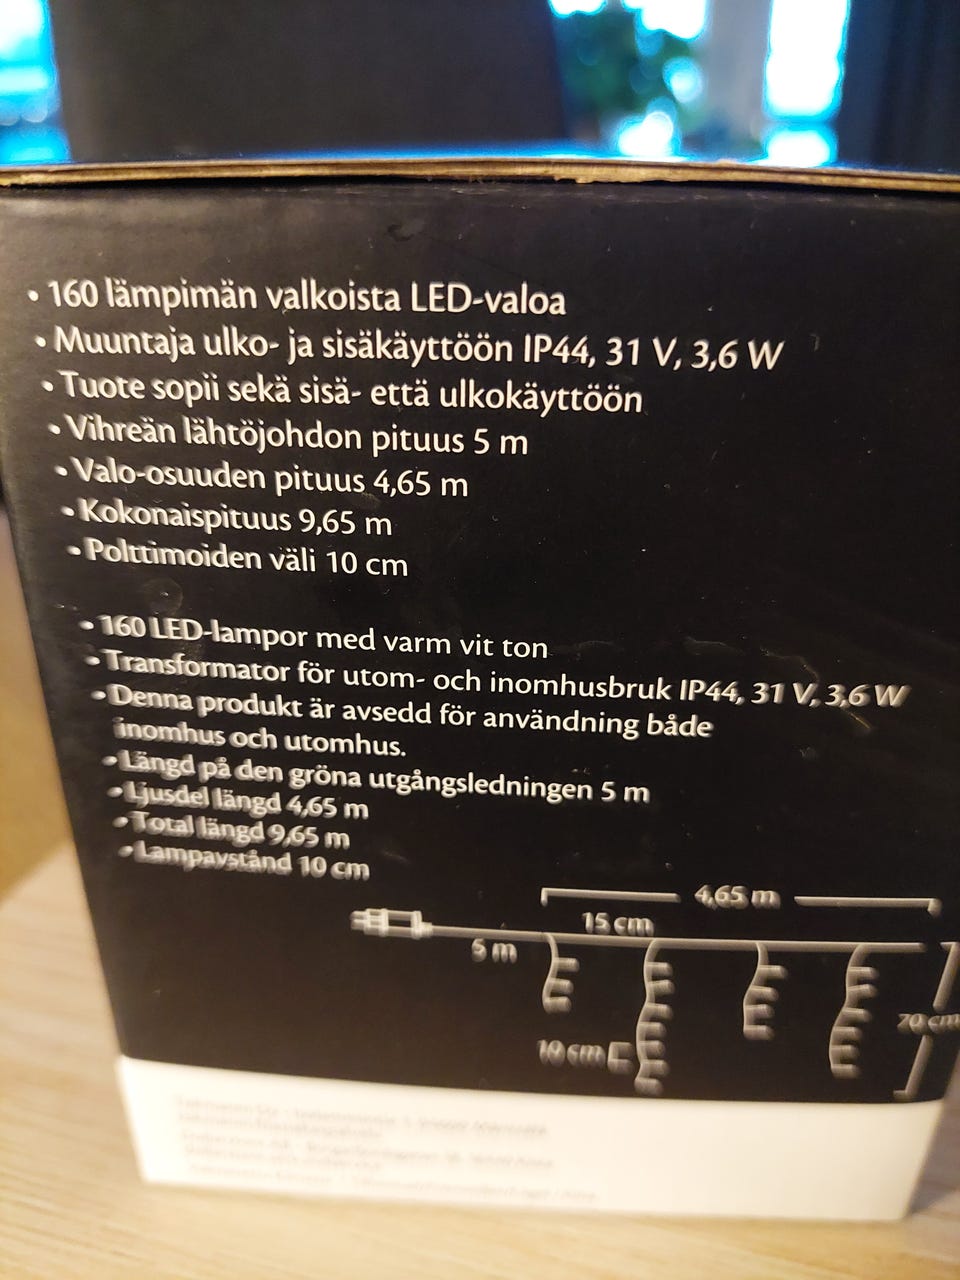 • 160 lämpimän valkoista LED-valoa
• Muuntaja ulko- ja sisäkäyttöön IP44, 31 V, 3,6 W
• Tuote sopii sekä sisä- että ulkokäyttöön
• Vihreän lähtöjohdon pituus 5 m
• Valo-osuuden pituus 4,65 m
• Kokonaispituus 9,65 m
• Polttimoiden väli 10 cm
• 160 LED-lampor med varm vit ton
• Transformator för utom- och inomhusbruk IP44, 31 V, 3,6 W
• Denna produkt är avsedd för användning både
inomhus och utomhus.
• Längd på den gröna utgångsledningen 5 m
• Ljusdel längd 4,65 m
• Total längd 9,65 m
• Lampavstånd 10 cm
4,65 m
15 cm
5 m
70 cm
10 cm